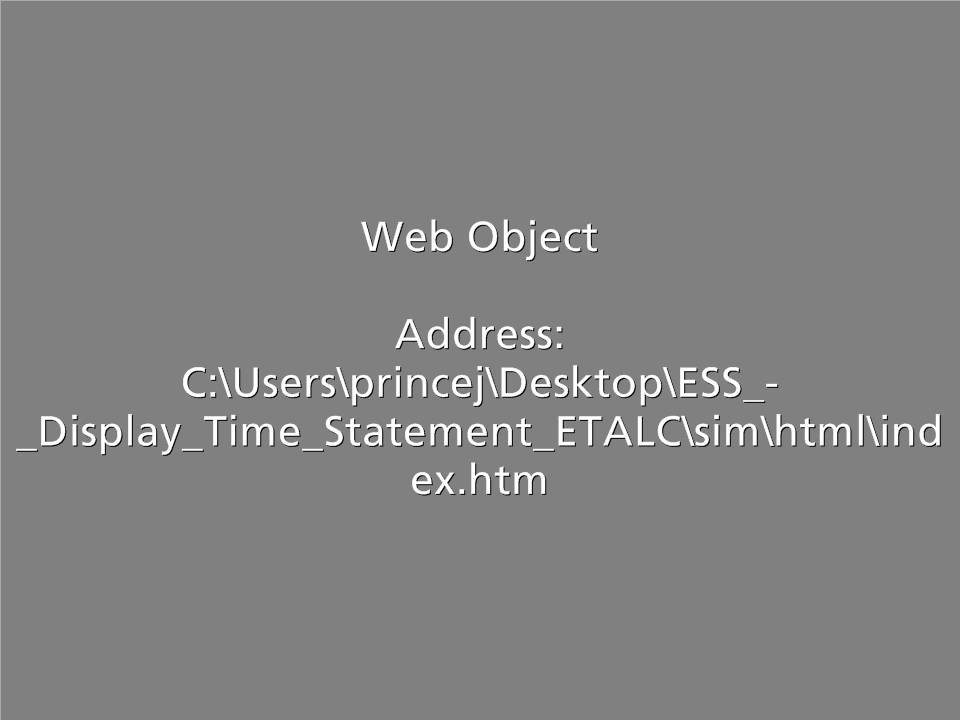 Web Object
Address:
C:\Users\princej\Desktop\ESS_-
_Display_Time_Statement_ETALC\sim\html\ind
ex.htm